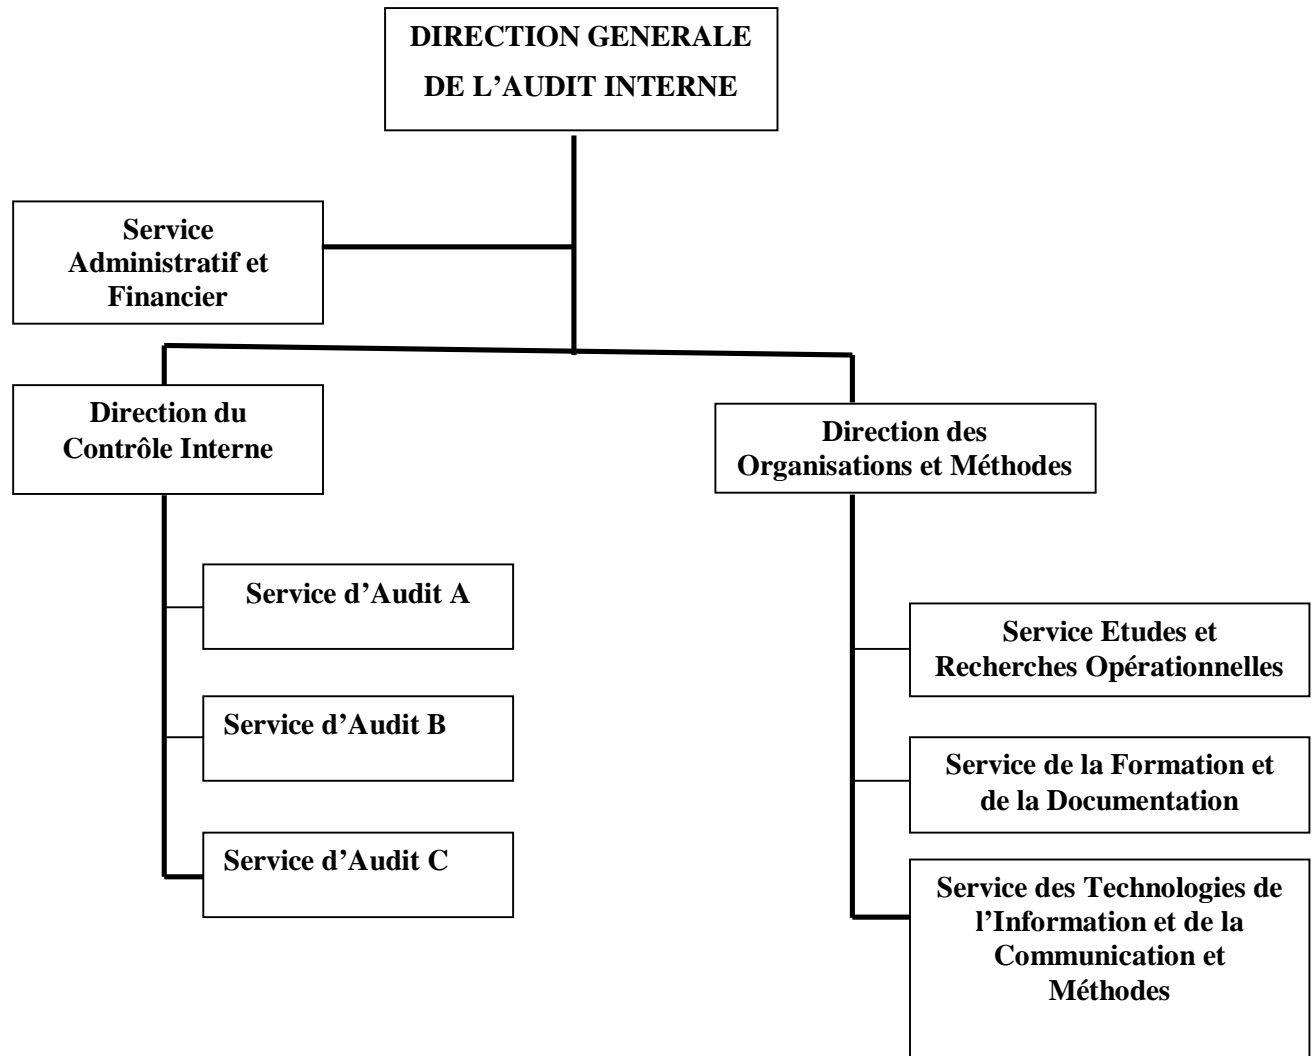 DIRECTION GENERALE
DE L’AUDIT INTERNE
Service
Administratif et
Financier
Direction du
Contrôle Interne
Direction des
Organisations et Méthodes
Service d’Audit A
Service d’Audit B
Service d’Audit C
Service Etudes et
Recherches Opérationnelles
Service de la Formation et
de la Documentation
Service des Technologies de
l’Information et de la
Communication et
Méthodes